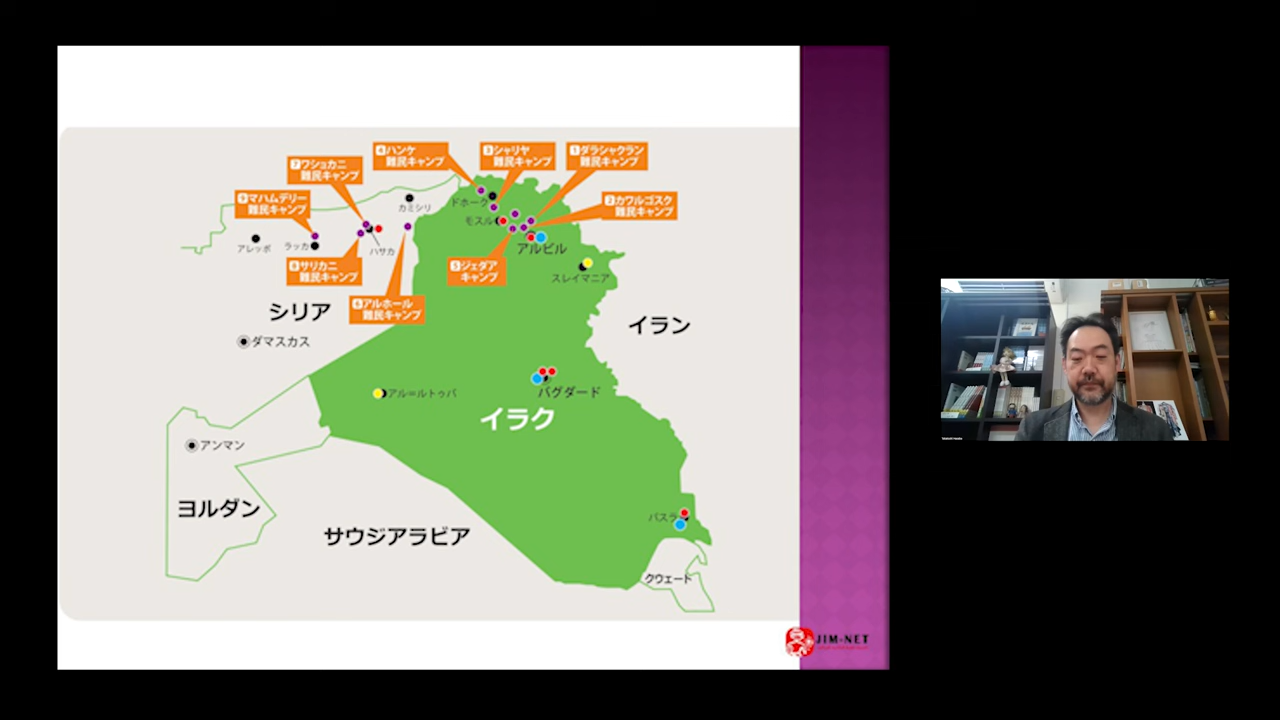 4 ハンケ
難民キャンプ
3 シャリヤ
難民キャンプ
1 ダラシャクラン
難民キャンプ
7 ワショカニ
難民キャンプ
9 マハムデリー
難民キャンプ
2 カワルゴスク
難民キャンプ
カミシリ
ドホーク
モスル
アレッポ
ラッカ
ハサカ
アルビル
8 サリカニ
難民キャンプ
5 ジェダア
キャンプ
スレイマニア
6 アルホール
難民キャンプ
シリア
イラン
ダマスカス
アル＝ルトゥバ
バグダード
イラク
アンマン
ヨルダン
サウジアラビア
バスラ
クウェート
JIM-NET